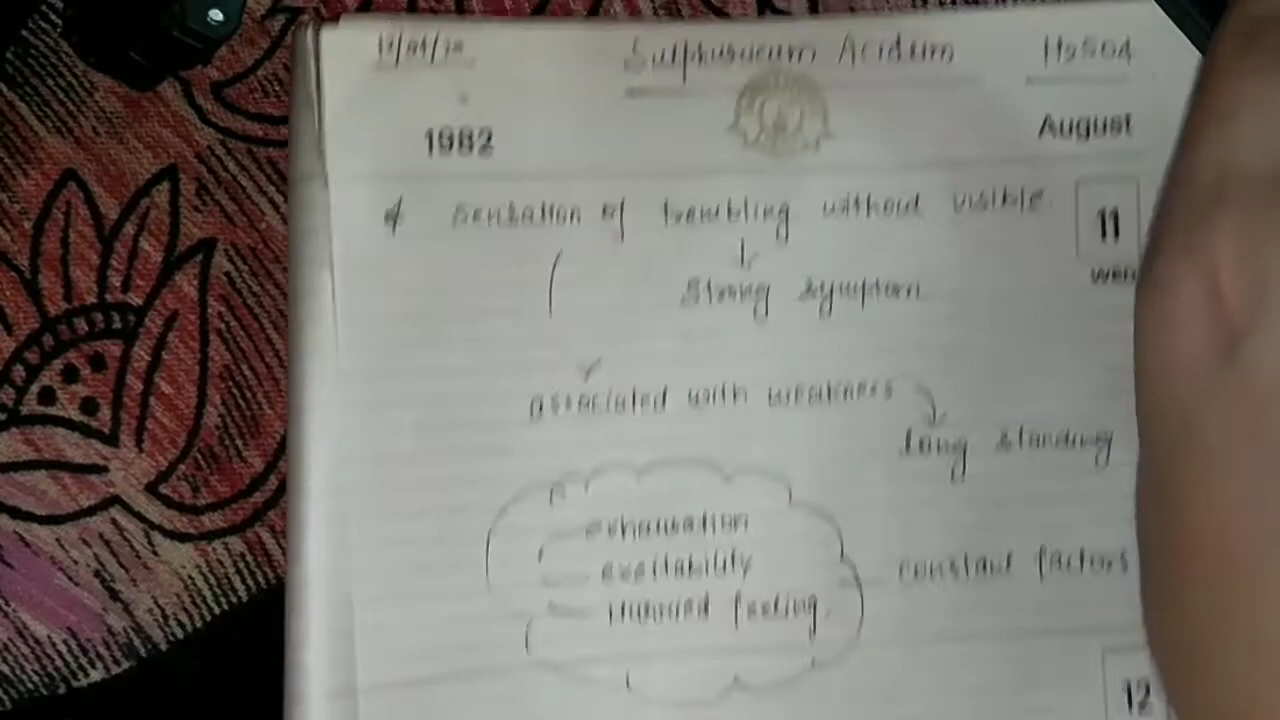 Sulphuricum Acidum H2SO4
1982 August
sensation of trembling without visible 11
strong symptom
associated with weakness
long standing
exhaustion
excitability
Hurried feeling.
constant factors
12